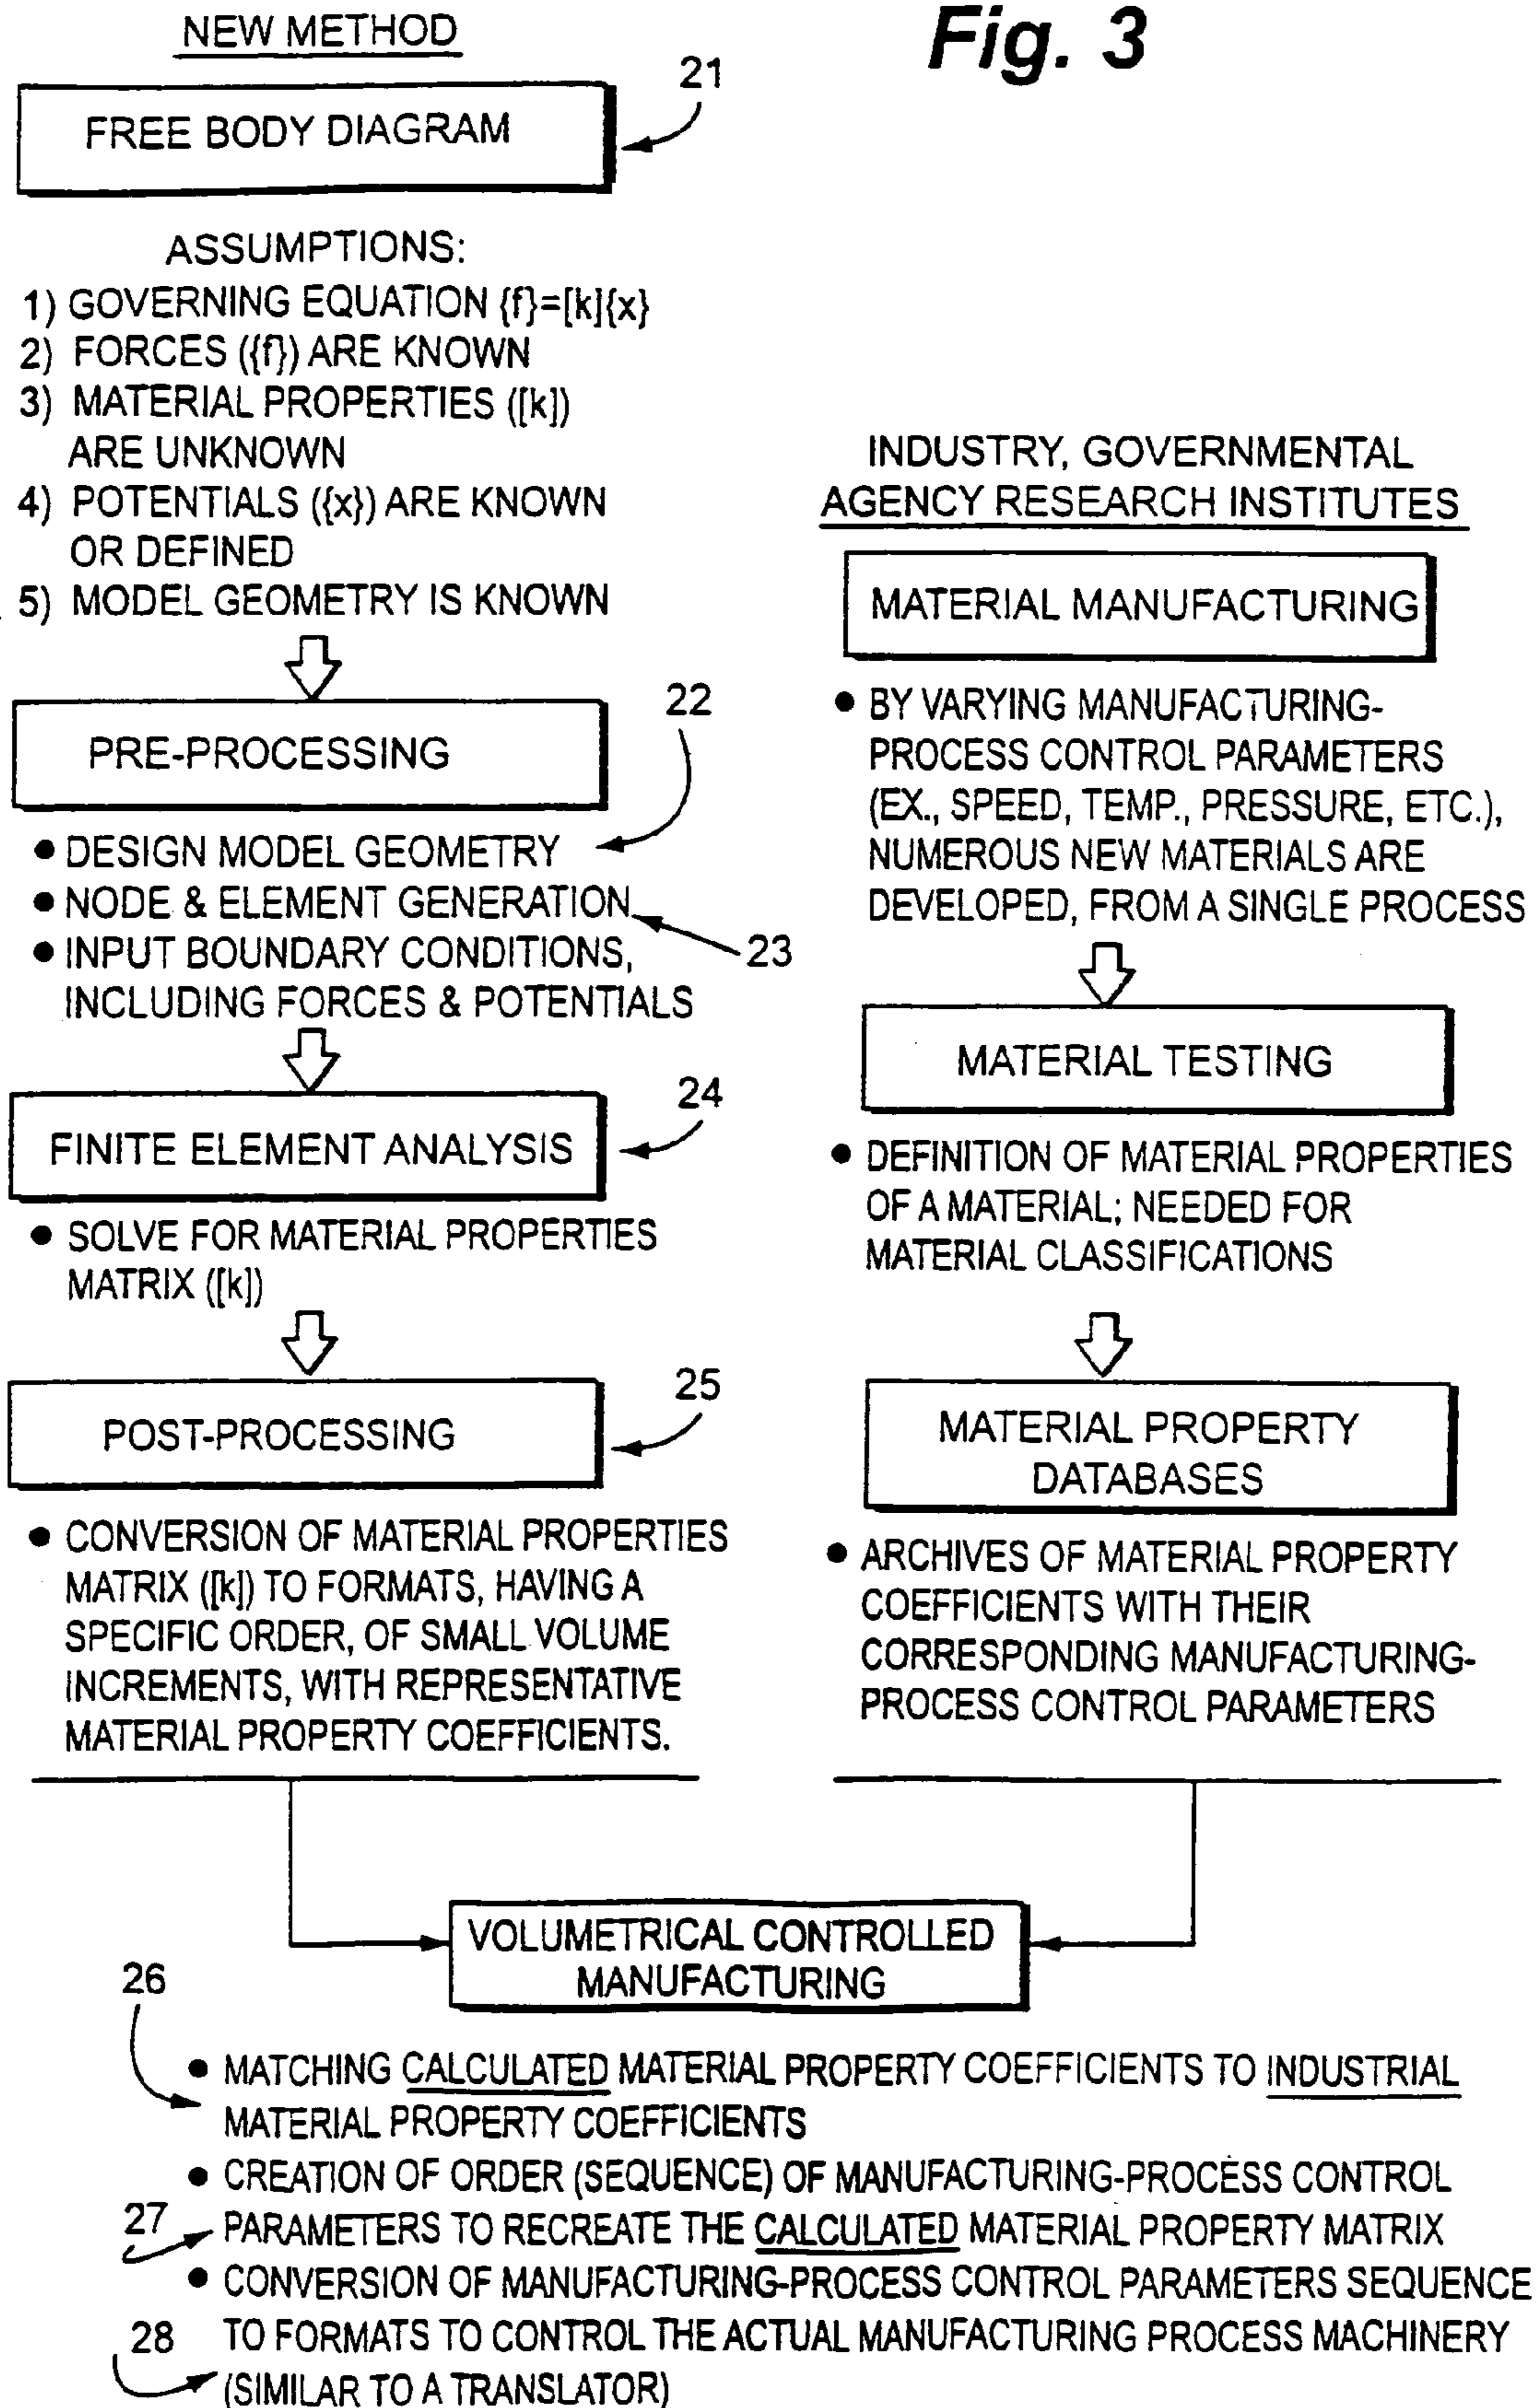 Fig. 3
NEW METHOD
21
FREE BODY DIAGRAM
ASSUMPTIONS:
1) GOVERNING EQUATION {f}=[k]{x}
2) FORCES ({f}) ARE KNOWN
3) MATERIAL PROPERTIES ([k])
ARE UNKNOWN
4) POTENTIALS ({x}) ARE KNOWN
OR DEFINED
5) MODEL GEOMETRY IS KNOWN
22
PRE-PROCESSING
• DESIGN MODEL GEOMETRY
• NODE & ELEMENT GENERATION
23
• INPUT BOUNDARY CONDITIONS,
INCLUDING FORCES & POTENTIALS
24
FINITE ELEMENT ANALYSIS
• SOLVE FOR MATERIAL PROPERTIES
MATRIX ([k])
25
POST-PROCESSING
• CONVERSION OF MATERIAL PROPERTIES
MATRIX ([k]) TO FORMATS, HAVING A
SPECIFIC ORDER, OF SMALL VOLUME
INCREMENTS, WITH REPRESENTATIVE
MATERIAL PROPERTY COEFFICIENTS.
INDUSTRY, GOVERNMENTAL
AGENCY RESEARCH INSTITUTES
MATERIAL MANUFACTURING
• BY VARYING MANUFACTURING-
PROCESS CONTROL PARAMETERS
(EX., SPEED, TEMP., PRESSURE, ETC.),
NUMEROUS NEW MATERIALS ARE
DEVELOPED, FROM A SINGLE PROCESS
MATERIAL TESTING
• DEFINITION OF MATERIAL PROPERTIES
OF A MATERIAL; NEEDED FOR
MATERIAL CLASSIFICATIONS
MATERIAL PROPERTY
DATABASES
• ARCHIVES OF MATERIAL PROPERTY
COEFFICIENTS WITH THEIR
CORRESPONDING MANUFACTURING-
PROCESS CONTROL PARAMETERS
VOLUMETRICAL CONTROLLED
MANUFACTURING
26
• MATCHING CALCULATED MATERIAL PROPERTY COEFFICIENTS TO INDUSTRIAL
MATERIAL PROPERTY COEFFICIENTS
• CREATION OF ORDER (SEQUENCE) OF MANUFACTURING-PROCESS CONTROL
27
PARAMETERS TO RECREATE THE CALCULATED MATERIAL PROPERTY MATRIX
• CONVERSION OF MANUFACTURING-PROCESS CONTROL PARAMETERS SEQUENCE
28
TO FORMATS TO CONTROL THE ACTUAL MANUFACTURING PROCESS MACHINERY
(SIMILAR TO A TRANSLATOR)